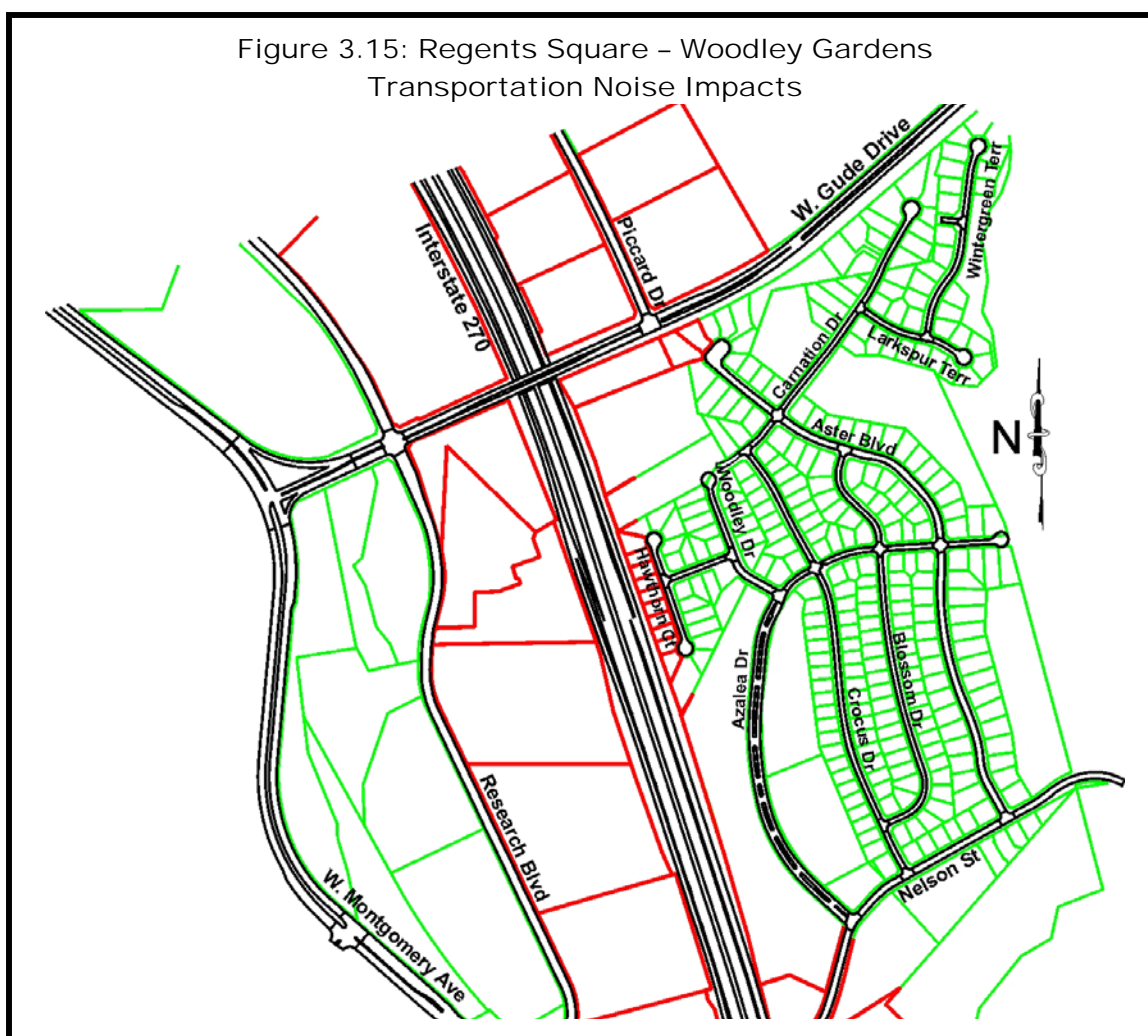 Figure 3.15: Regents Square – Woodley Gardens
Transportation Noise Impacts
W. Gude Drive
Wintergreen Terr
Piccard Dr
Interstate 270
Carnation Dr
Larkspur Terr
N
Aster Blvd
Woodley Dr
Hawthorn Ct
Azalea Dr
Blossom Dr
Crocus Dr
Research Blvd
Nelson St
W. Montgomery Ave